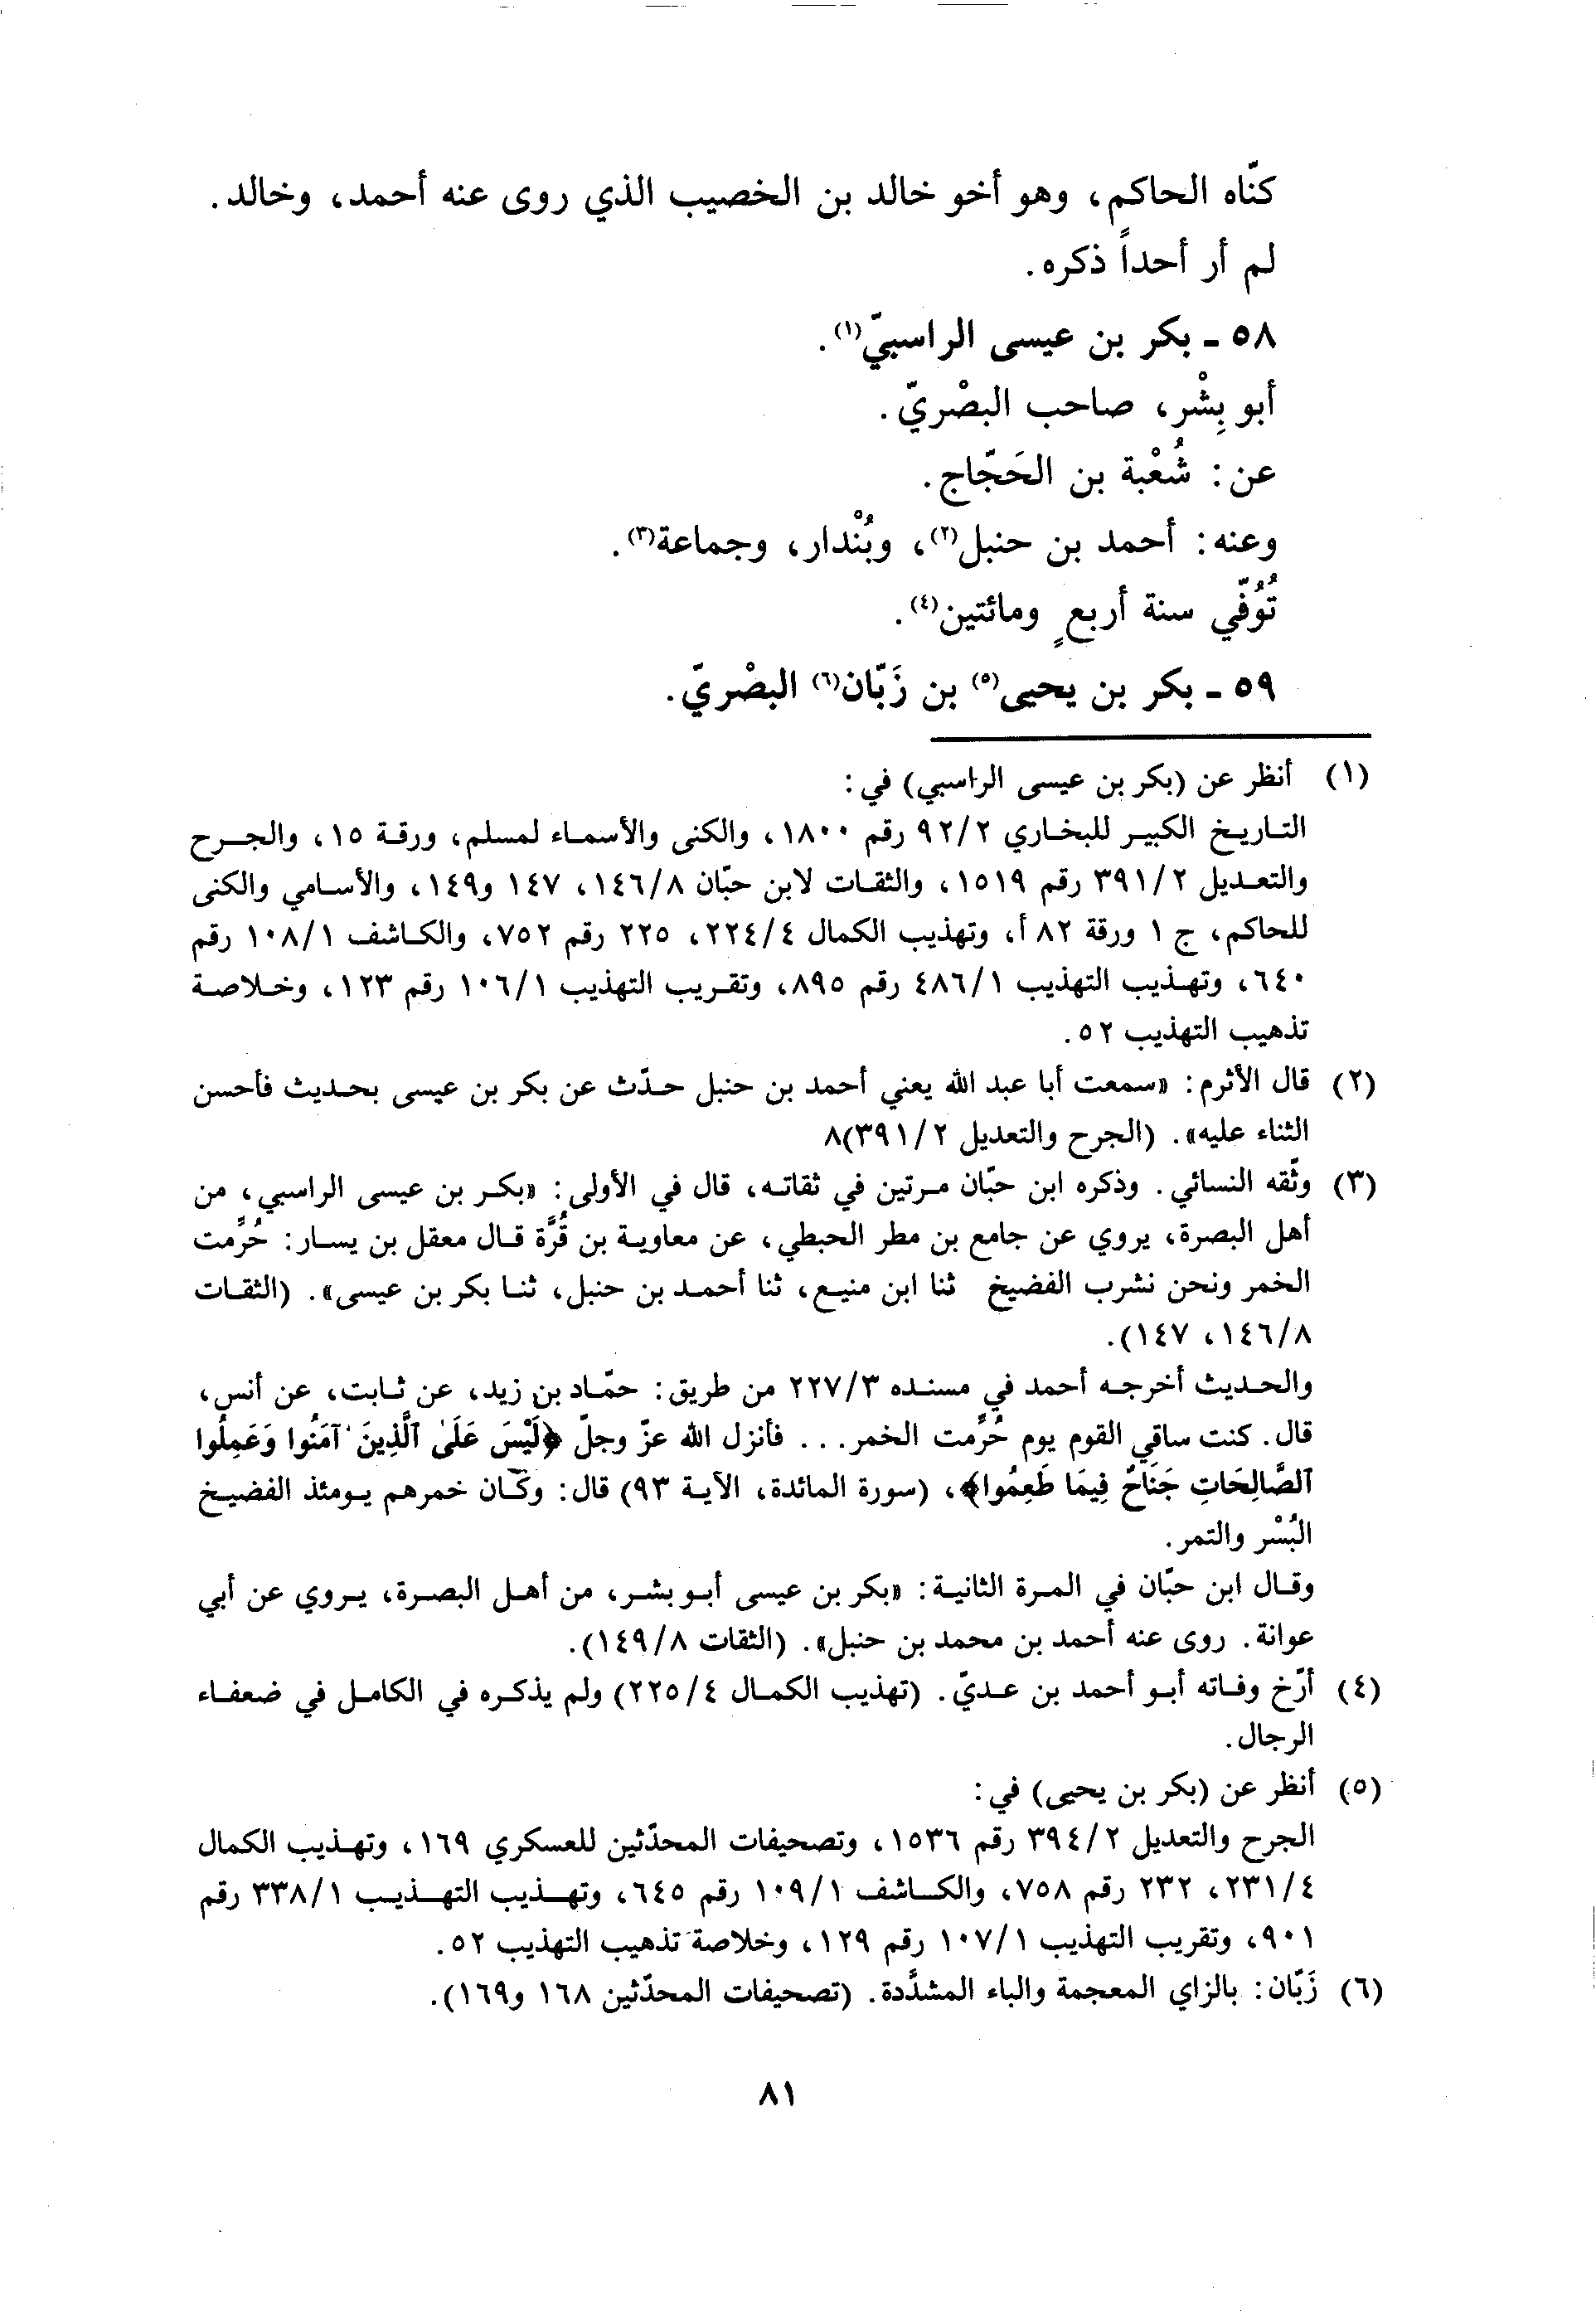 كنّاه الحاكم، وهو أخو خالد بن الخصيب الذي روى عنه أحمد، وخالد.
لم أر أحداً ذكره.
٥٨ - بكر بن عيسى الراسبيّ(١).
أبو بِشْر، صاحب البصْريّ.
عن: شُعْبة بن الحَجّاج.
وعنه: أحمد بن حنبل(٢)، وبُنْدار، وجماعة(٣).
تُوُفّي سنة أربعٍ ومائتين(٤).
٥٩ - بكر بن يحيى(٥) بن زَبّان(٦) البصْريّ.
(١) أنظر عن (بكر بن عيسى الراسبي) في:
التاريخ الكبير للبخاري ٩٢/٢ رقم ١٨٠٠، والكنى والأسماء لمسلم، ورقة ١٥، والجرح
والتعديل ٣٩١/٢ رقم ١٥١٩، والثقات لابن حبّان ١٤٦/٨، ١٤٧ و١٤٩، والأسامي والكنى
للحاكم، ج ١ ورقة ٨٢ أ، وتهذيب الكمال ٢٢٤/٤، ٢٢٥ رقم ٧٥٢، والكاشف ١٠٨/١ رقم
٦٤٠، وتهذيب التهذيب ٤٨٦/١ رقم ٨٩٥، وتقريب التهذيب ١٠٦/١ رقم ١٢٣، وخلاصة
تذهيب التهذيب ٥٢.
(٢) قال الأثرم: «سمعت أبا عبد الله يعني أحمد بن حنبل حدّث عن بكر بن عيسى بحديث فأحسن
الثناء عليه». (الجرح والتعديل ٣٩١/٢)٨
(٣) وثّقه النسائي. وذكره ابن حبّان مرتين في ثقاته، قال في الأولى: «بكر بن عيسى الراسبي، من
أهل البصرة، يروي عن جامع بن مطر الحبطي، عن معاوية بن قُرَّة قال معقل بن يسار: حُرِّمت
الخمر ونحن نشرب الفضيخ ثنا ابن منيع، ثنا أحمد بن حنبل، ثنا بكر بن عيسى». (الثقات
١٤٦/٨، ١٤٧).
والحديث أخرجه أحمد في مسنده ٢٢٧/٣ من طريق: حمّاد بن زيد، عن ثابت، عن أنس،
قال. كنت ساقي القوم يوم حُرِّمت الخمر... فأنزل الله عزّ وجلّ ﴿لَيْسَ عَلَىٰ ٱلَّذِينَ آمَنُوا وَعَمِلُوا
ٱلصَّالِحَاتِ جَنَاحٌ فِيمَا طَعِمُوا﴾، (سورة المائدة، الآية ٩٣) قال: وكان خمرهم يومئذ الفضيخ
البُسْر والتمر.
وقال ابن حبّان في المرة الثانية: «بكر بن عيسى أبو بشر، من أهل البصرة، يروي عن أبي
عوانة. روى عنه أحمد بن محمد بن حنبل». (الثقات ١٤٩/٨).
(٤) أرّخ وفاته أبو أحمد بن عديّ. (تهذيب الكمال ٢٢٥/٤) ولم يذكره في الكامل في ضعفاء
الرجال.
(٥) أنظر عن (بكر بن يحيى) في:
الجرح والتعديل ٣٩٤/٢ رقم ١٥٣٦، وتصحيفات المحدّثين للعسكري ١٦٩، وتهذيب الكمال
٢٣١/٤، ٢٣٢ رقم ٧٥٨، والكاشف ١٠٩/١ رقم ٦٤٥، وتهذيب التهذيب ٣٣٨/١ رقم
٩٠١، وتقريب التهذيب ١٠٧/١ رقم ١٢٩، وخلاصة تذهيب التهذيب ٥٢.
(٦) زَبّان: بالزاي المعجمة والباء المشدَّدة. (تصحيفات المحدّثين ١٦٨ و١٦٩).
٨١